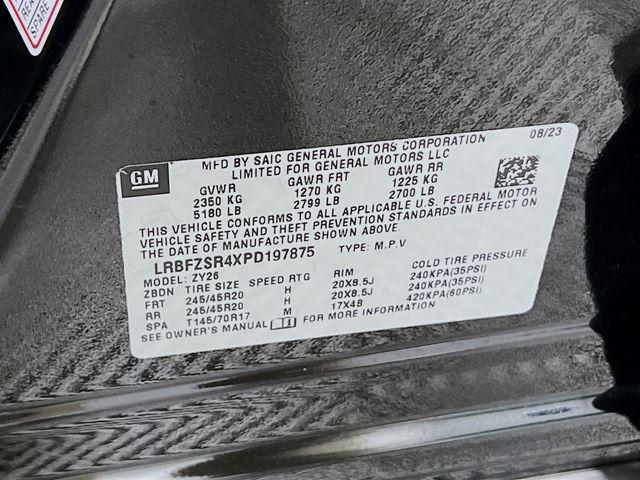 REA
SPARE
MFD BY SAIC GENERAL MOTORS CORPORATION 08/23
LIMITED FOR GENERAL MOTORS LLC
GM
GVWR GAWR FRT GAWR RR
2350 KG 1270 KG 1225 KG
5180 LB 2799 LB 2700 LB
THIS VEHICLE CONFORMS TO ALL APPLICABLE U.S. FEDERAL MOTOR
VEHICLE SAFETY AND THEFT PREVENTION STANDARDS IN EFFECT ON
THE DATE OF MANUFACTURE SHOWN ABOVE.
LRBFZSR4XPD197875 TYPE: M.P.V
MODEL: ZY26
ZBDN TIRE SIZE SPEED RTG RIM COLD TIRE PRESSURE
FRT 245/45R20 H 20X8.5J 240KPA(35PSI)
RR 245/45R20 H 20X8.5J 240KPA(35PSI)
SPA T145/70R17 M 17X4B 420KPA(60PSI)
SEE OWNER'S MANUAL FOR MORE INFORMATION